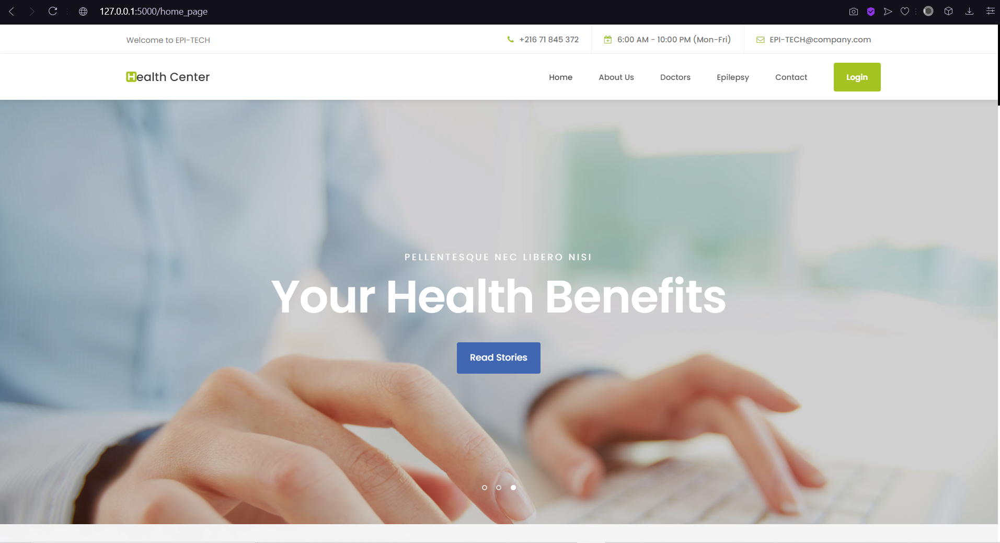 127.0.0.1:5000/home_page
Welcome to EPI-TECH
+216 71 845 372
6:00 AM - 10:00 PM (Mon-Fri)
EPI-TECH@company.com
Health Center
Home
About Us
Doctors
Epilepsy
Contact
Login
PELLENTESQUE NEC LIBERO NISI
Your Health Benefits
Read Stories